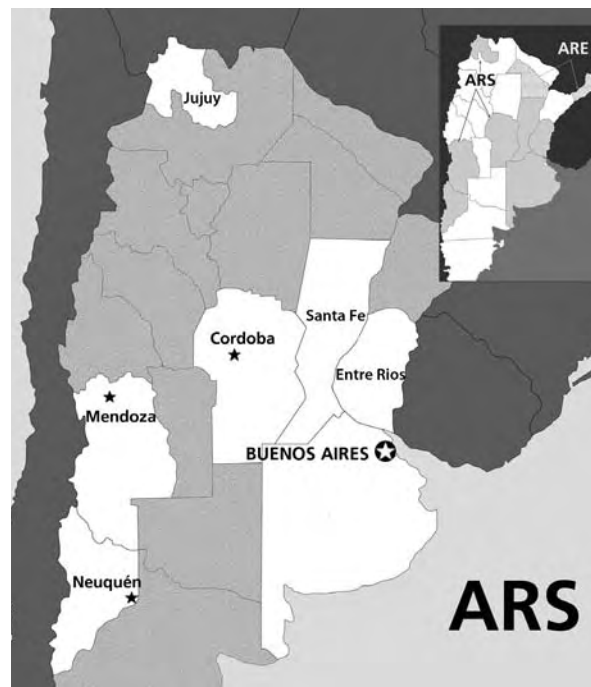 ARE
ARS
Jujuy
Santa Fe
Cordoba
Entre Rios
Mendoza
BUENOS AIRES
Neuquén
ARS